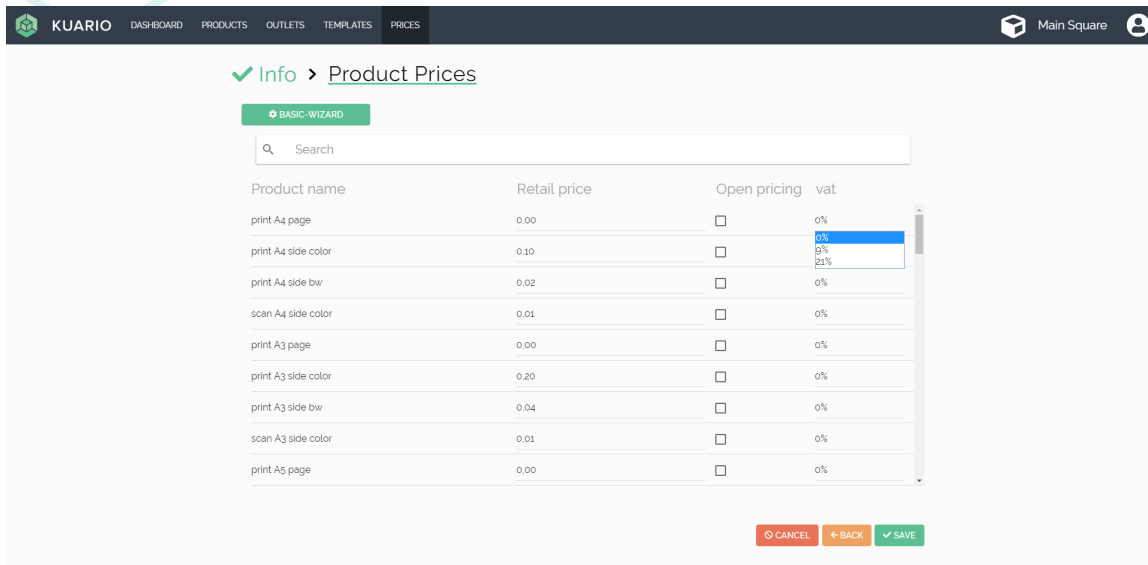 KUARIO DASHBOARD PRODUCTS OUTLETS TEMPLATES PRICES Main Square
Info > Product Prices
BASIC-WIZARD
Search
Product name Retail price Open pricing vat
print A4 page 0,00 0%
0%
print A4 side color 0,10 9%
21%
print A4 side bw 0,02 0%
scan A4 side color 0,01 0%
print A3 page 0,00 0%
print A3 side color 0,20 0%
print A3 side bw 0,04 0%
scan A3 side color 0,01 0%
print A5 page 0,00 0%
CANCEL BACK SAVE